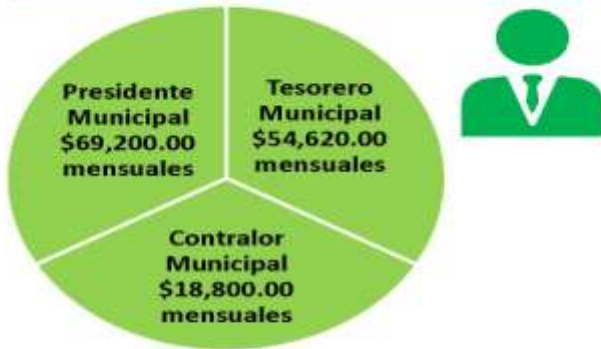 Presidente
Municipal
$69,200.00
mensuales
Tesorero
Municipal
$54,620.00
mensuales
Contralor
Municipal
$18,800.00
mensuales